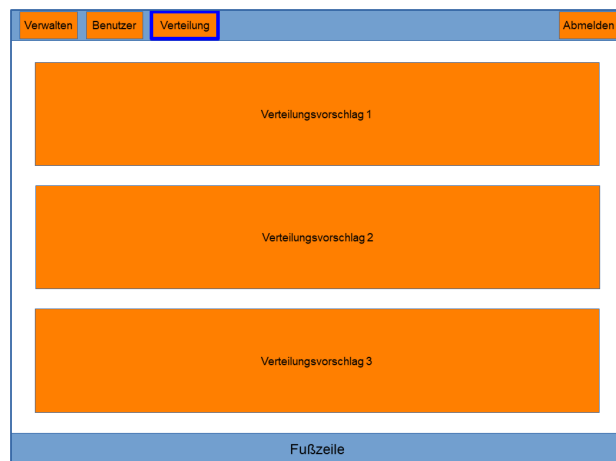 Verwalten Benutzer Verteilung Abmelden
Verteilungsvorschlag 1
Verteilungsvorschlag 2
Verteilungsvorschlag 3
Fußzeile